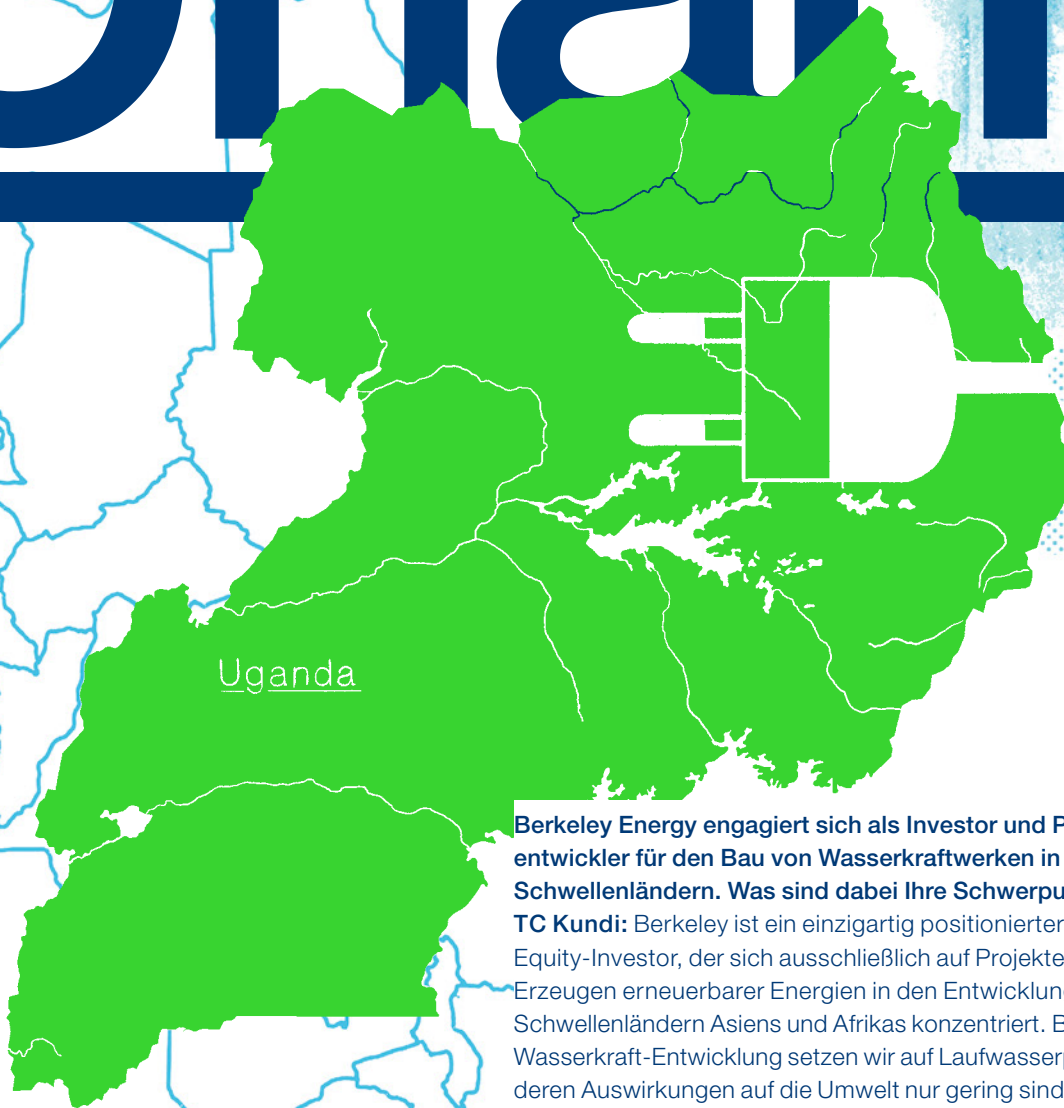 Uganda
Berkeley Energy engagiert sich als Investor und
entwickler für den Bau von Wasserkraftwerken in
Schwellenländern. Was sind dabei Ihre
TC Kundi: Berkeley ist ein einzigartig positionierter
Equity-Investor, der sich ausschließlich auf Projekte
Erzeugen erneuerbarer Energien in den
Schwellenländern Asiens und Afrikas konzentriert.
Wasserkraft-Entwicklung setzen wir auf
deren Auswirkungen auf die Umwelt nur gering sind